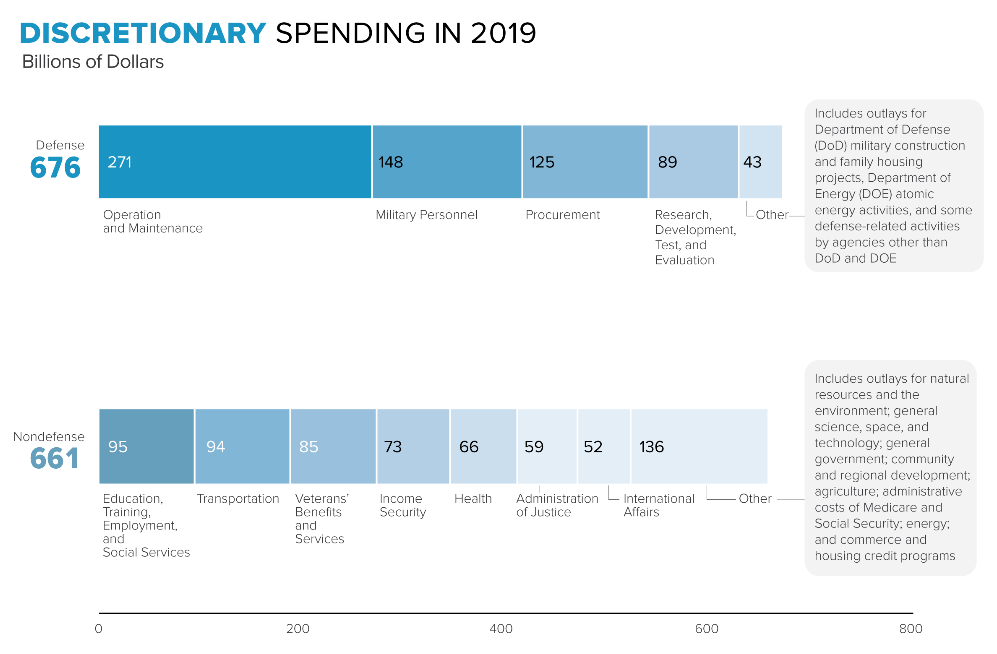 DISCRETIONARY SPENDING IN 2019
Billions of Dollars
Defense
676
271
148
125
89
43
Operation
and Maintenance
Military Personnel
Procurement
Research,
Development,
Test, and
Evaluation
Other
Includes outlays for
Department of Defense
(DoD) military construction
and family housing
projects, Department of
Energy (DOE) atomic
energy activities, and some
defense-related activities
by agencies other than
DoD and DOE
Nondefense
661
95
94
85
73
66
59
52
136
Education,
Training,
Employment,
and
Social Services
Transportation
Veterans’
Benefits
and
Services
Income
Security
Health
Administration
of Justice
International
Affairs
Other
Includes outlays for natural
resources and the
environment; general
science, space, and
technology; general
government; community
and regional development;
agriculture; administrative
costs of Medicare and
Social Security; energy;
and commerce and
housing credit programs
0
200
400
600
800